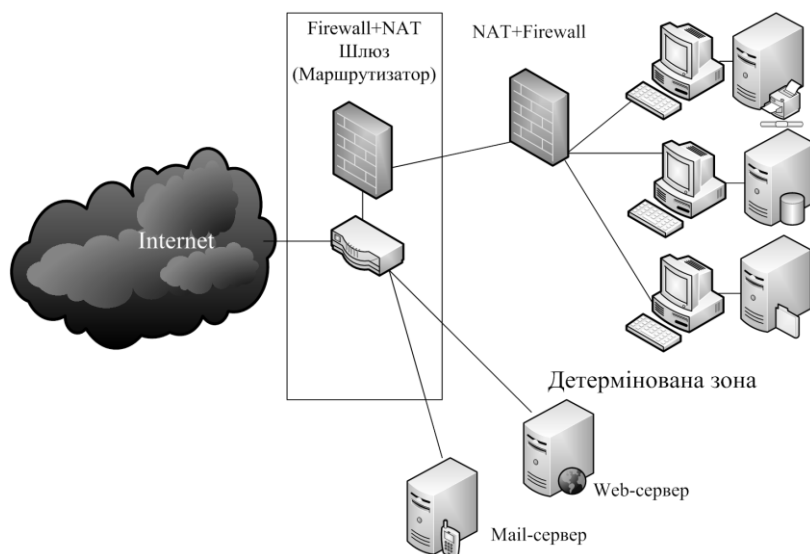 Firewall+NAT
Шлюз
(Маршрутизатор)
NAT+Firewall
Internet
Детермінована зона
Web-сервер
Mail-сервер